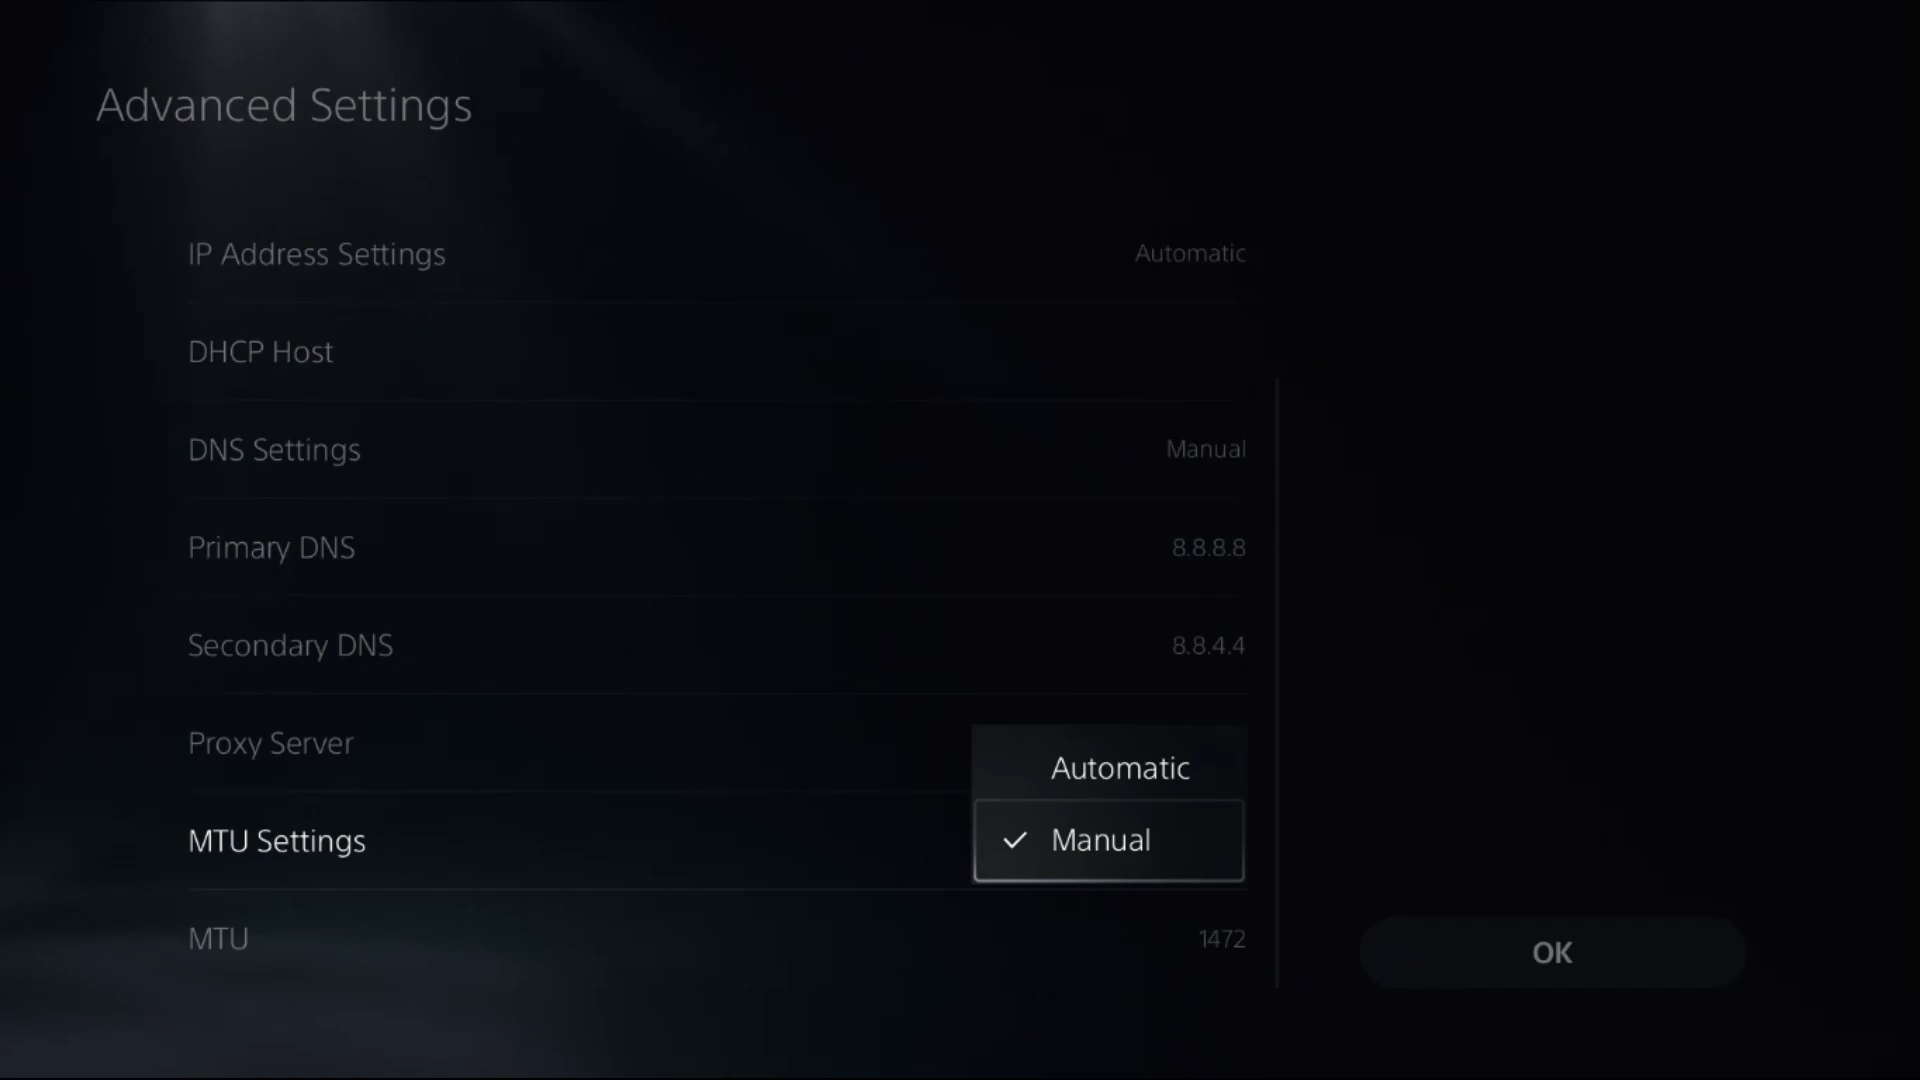 Advanced Settings
IP Address Settings Automatic
DHCP Host
DNS Settings Manual
Primary DNS 8.8.8.8
Secondary DNS 8.8.4.4
Proxy Server
Automatic
MTU Settings Manual
MTU 1472
OK